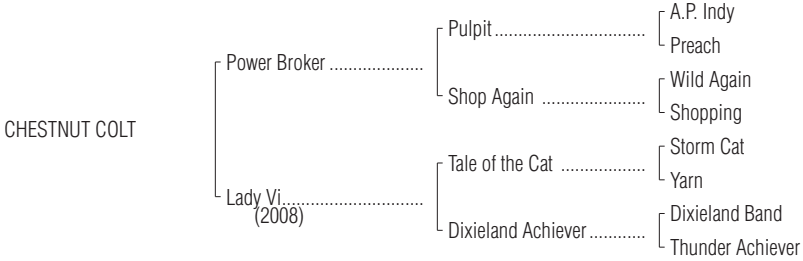 A.P. Indy
Pulpit..............................
Preach
Power Broker ...................
Wild Again
Shop Again .....................
Shopping
CHESTNUT COLT
Storm Cat
Tale of the Cat .................
Yarn
Lady Vi............................
(2008)
Dixieland Band
Dixieland Achiever............
Thunder Achiever